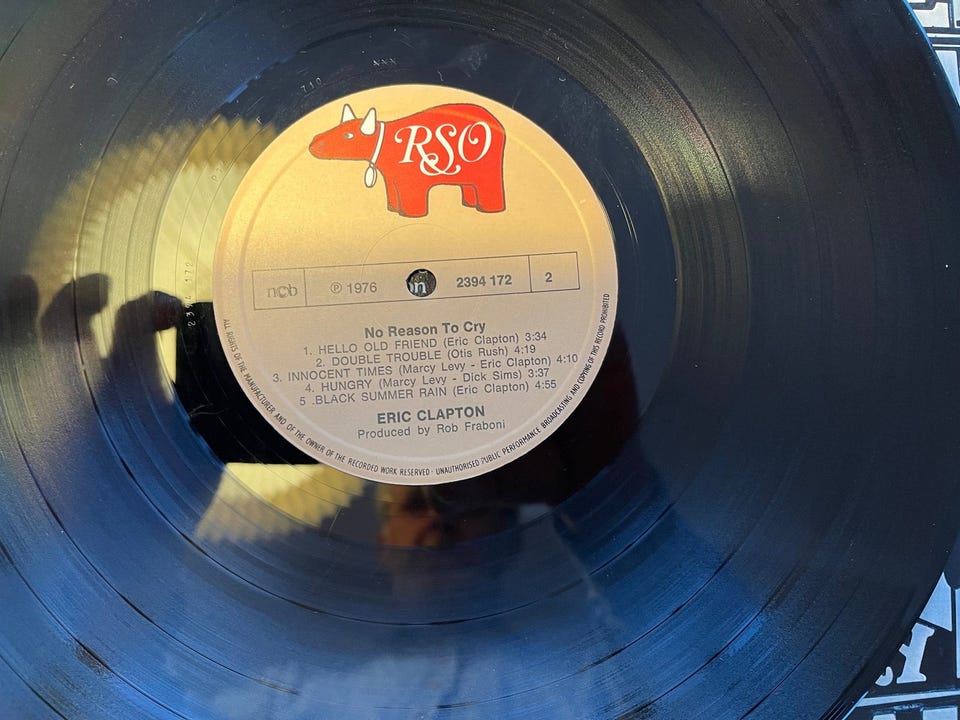 RSO
ncb ℗ 1976 2394 172 2
No Reason To Cry
1. HELLO OLD FRIEND (Eric Clapton) 3:34
2. DOUBLE TROUBLE (Otis Rush) 4:19
3. INNOCENT TIMES (Marcy Levy - Eric Clapton) 4:10
4. HUNGRY (Marcy Levy - Dick Sims) 3:37
5 .BLACK SUMMER RAIN (Eric Clapton) 4:55
ERIC CLAPTON
Produced by Rob Fraboni
ALL RIGHTS OF THE MANUFACTURER AND OF THE OWNER OF THE RECORDED WORK RESERVED · UNAUTHORISED PUBLIC PERFORMANCE BROADCASTING AND COPYING OF THIS RECORD PROHIBITED
2394 172